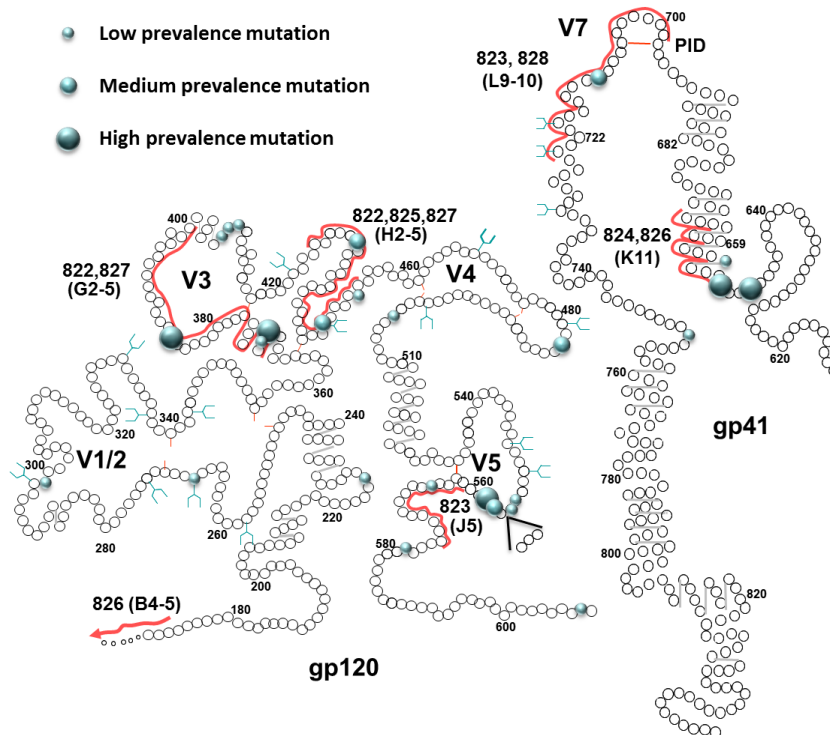 Low prevalence mutation
Medium prevalence mutation
High prevalence mutation
V7
700
PID
823, 828
(L9-10)
722
682
640
824,826
(K11)
659
740
620
400
822,825,827
(H2-5)
822,827
(G2-5)
V3
420
460
V4
380
480
510
360
760
gp41
340
320
240
540
V1/2
V5
300
560
780
823
(J5)
220
260
280
580
800
200
826 (B4-5)
180
820
600
gp120